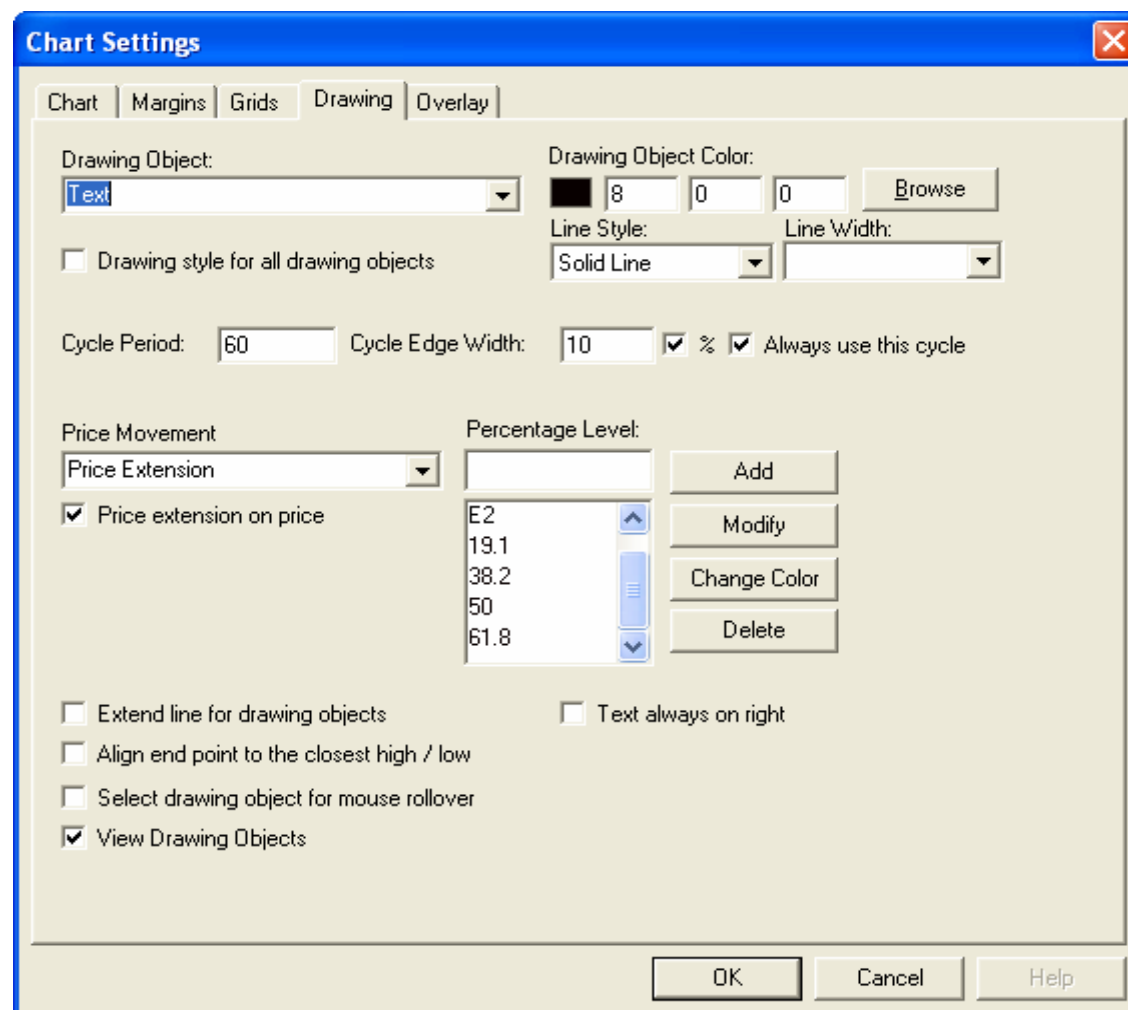 Chart Settings
Chart Margins Grids Drawing Overlay
Drawing Object: Drawing Object Color:
Text 8 0 0 Browse
Line Style: Line Width:
Drawing style for all drawing objects Solid Line
Cycle Period: 60 Cycle Edge Width: 10 % Always use this cycle
Price Movement Percentage Level:
Price Extension Add
Price extension on price E2 Modify
19.1
38.2 Change Color
50
61.8 Delete
Extend line for drawing objects Text always on right
Align end point to the closest high / low
Select drawing object for mouse rollover
View Drawing Objects
OK Cancel Help